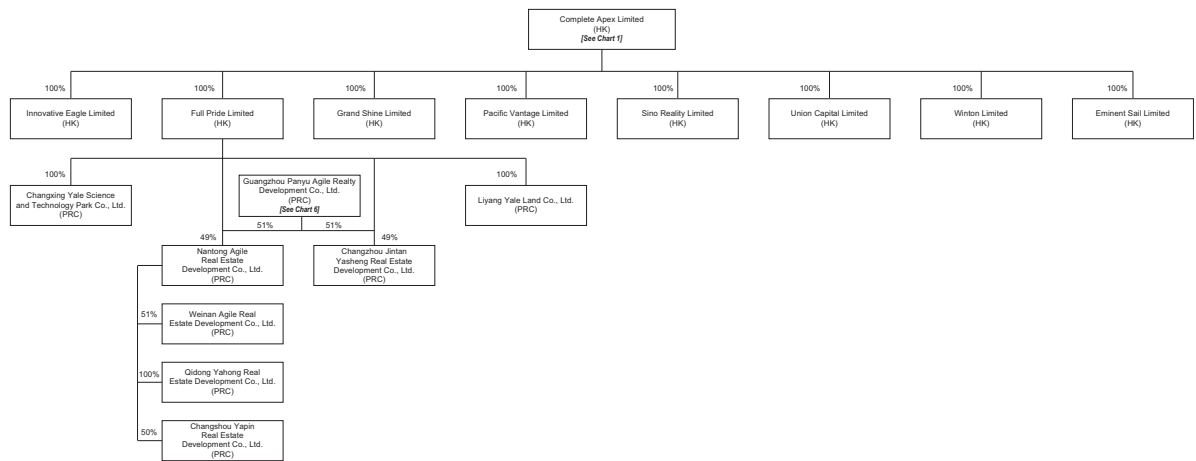 Complete Apex Limited
(HK)
[See Chart 1]
100%
100%
100%
100%
100%
100%
100%
100%
Innovative Eagle Limited
(HK)
Full Pride Limited
(HK)
Grand Shine Limited
(HK)
Pacific Vantage Limited
(HK)
Sino Reality Limited
(HK)
Union Capital Limited
(HK)
Winton Limited
(HK)
Eminent Sail Limited
(HK)
100%
100%
Changxing Yale Science
and Technology Park Co., Ltd.
(PRC)
Guangzhou Panyu Agile Realty
Development Co., Ltd.
(PRC)
[See Chart 6]
Liyang Yale Land Co., Ltd.
(PRC)
51%
51%
49%
49%
Nantong Agile
Real Estate
Development Co., Ltd.
(PRC)
Changzhou Jintan
Yasheng Real Estate
Development Co., Ltd.
(PRC)
51%
Weinan Agile Real
Estate Development Co., Ltd.
(PRC)
100%
Qidong Yahong Real
Estate Development Co., Ltd.
(PRC)
50%
Changshou Yapin
Real Estate
Development Co., Ltd.
(PRC)